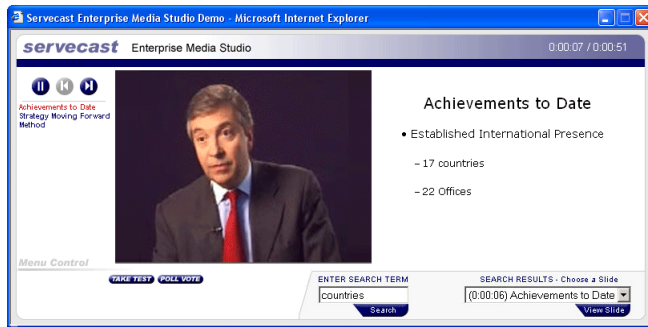 Servecast Enterprise Media Studio Demo - Microsoft Internet Explorer
servecast Enterprise Media Studio 0:00:07 / 0:00:51
Achievements to Date
Strategy Moving Forward
Method
Achievements to Date
• Established International Presence
– 17 countries
– 22 Offices
Menu Control
TAKE TEST POLL VOTE
ENTER SEARCH TERM
countries
Search
SEARCH RESULTS - Choose a Slide
(0:00:06) Achievements to Date
View Slide